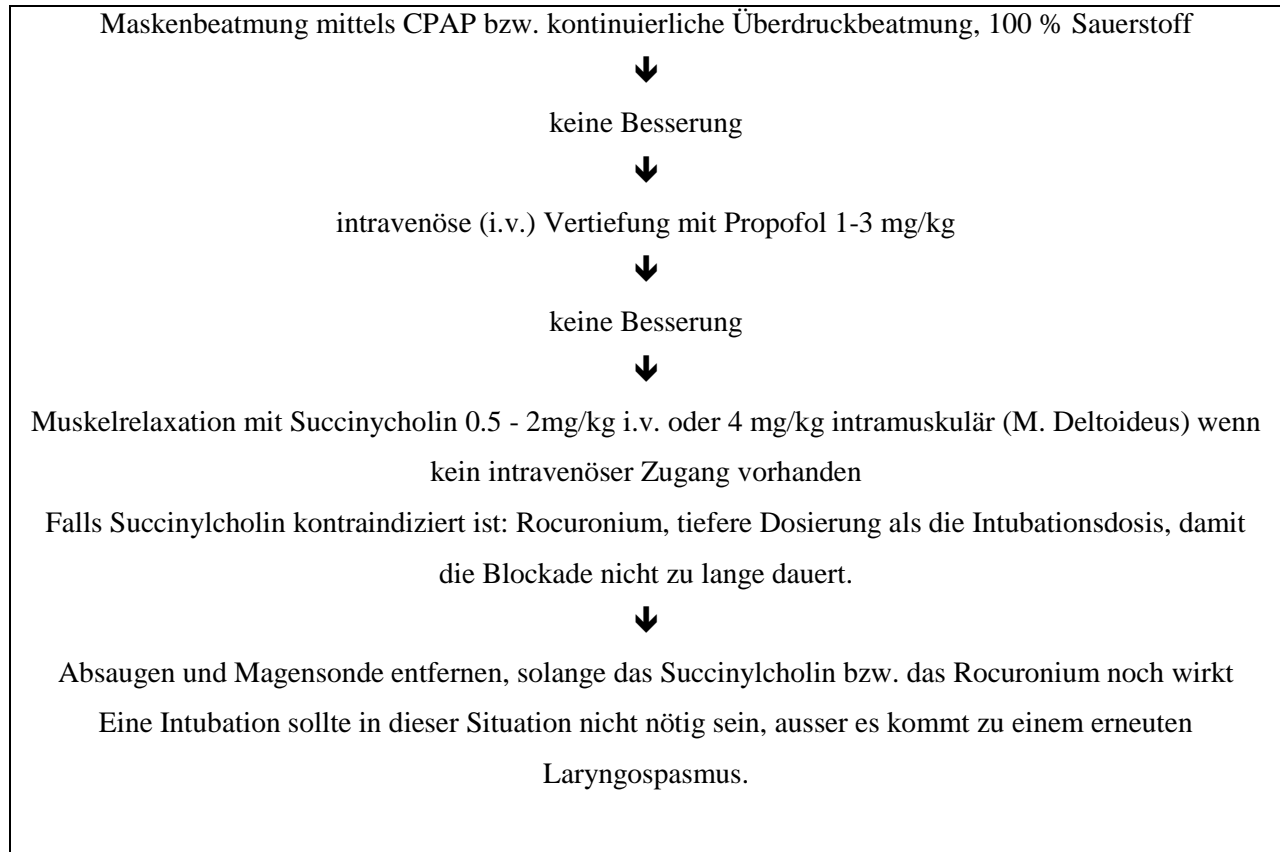 Maskenbeatmung mittels CPAP bzw. kontinuierliche Überdruckbeatmung, 100 % Sauerstoff
keine Besserung
intravenöse (i.v.) Vertiefung mit Propofol 1-3 mg/kg
keine Besserung
Muskelrelaxation mit Succinycholin 0.5 - 2mg/kg i.v. oder 4 mg/kg intramuskulär (M. Deltoideus) wenn
kein intravenöser Zugang vorhanden
Falls Succinylcholin kontraindiziert ist: Rocuronium, tiefere Dosierung als die Intubationsdosis, damit
die Blockade nicht zu lange dauert.
Absaugen und Magensonde entfernen, solange das Succinylcholin bzw. das Rocuronium noch wirkt
Eine Intubation sollte in dieser Situation nicht nötig sein, ausser es kommt zu einem erneuten
Laryngospasmus.